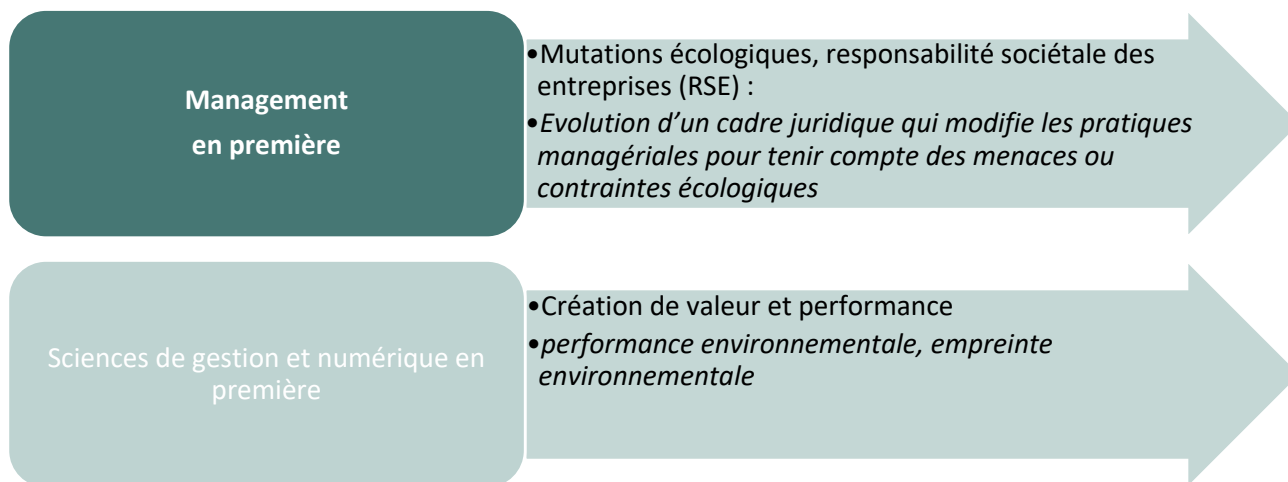 Management
en première
•Mutations écologiques, responsabilité sociétale des
entreprises (RSE) :
•Evolution d’un cadre juridique qui modifie les pratiques
managériales pour tenir compte des menaces ou
contraintes écologiques
Sciences de gestion et numérique en
première
•Création de valeur et performance
•performance environnementale, empreinte
environnementale